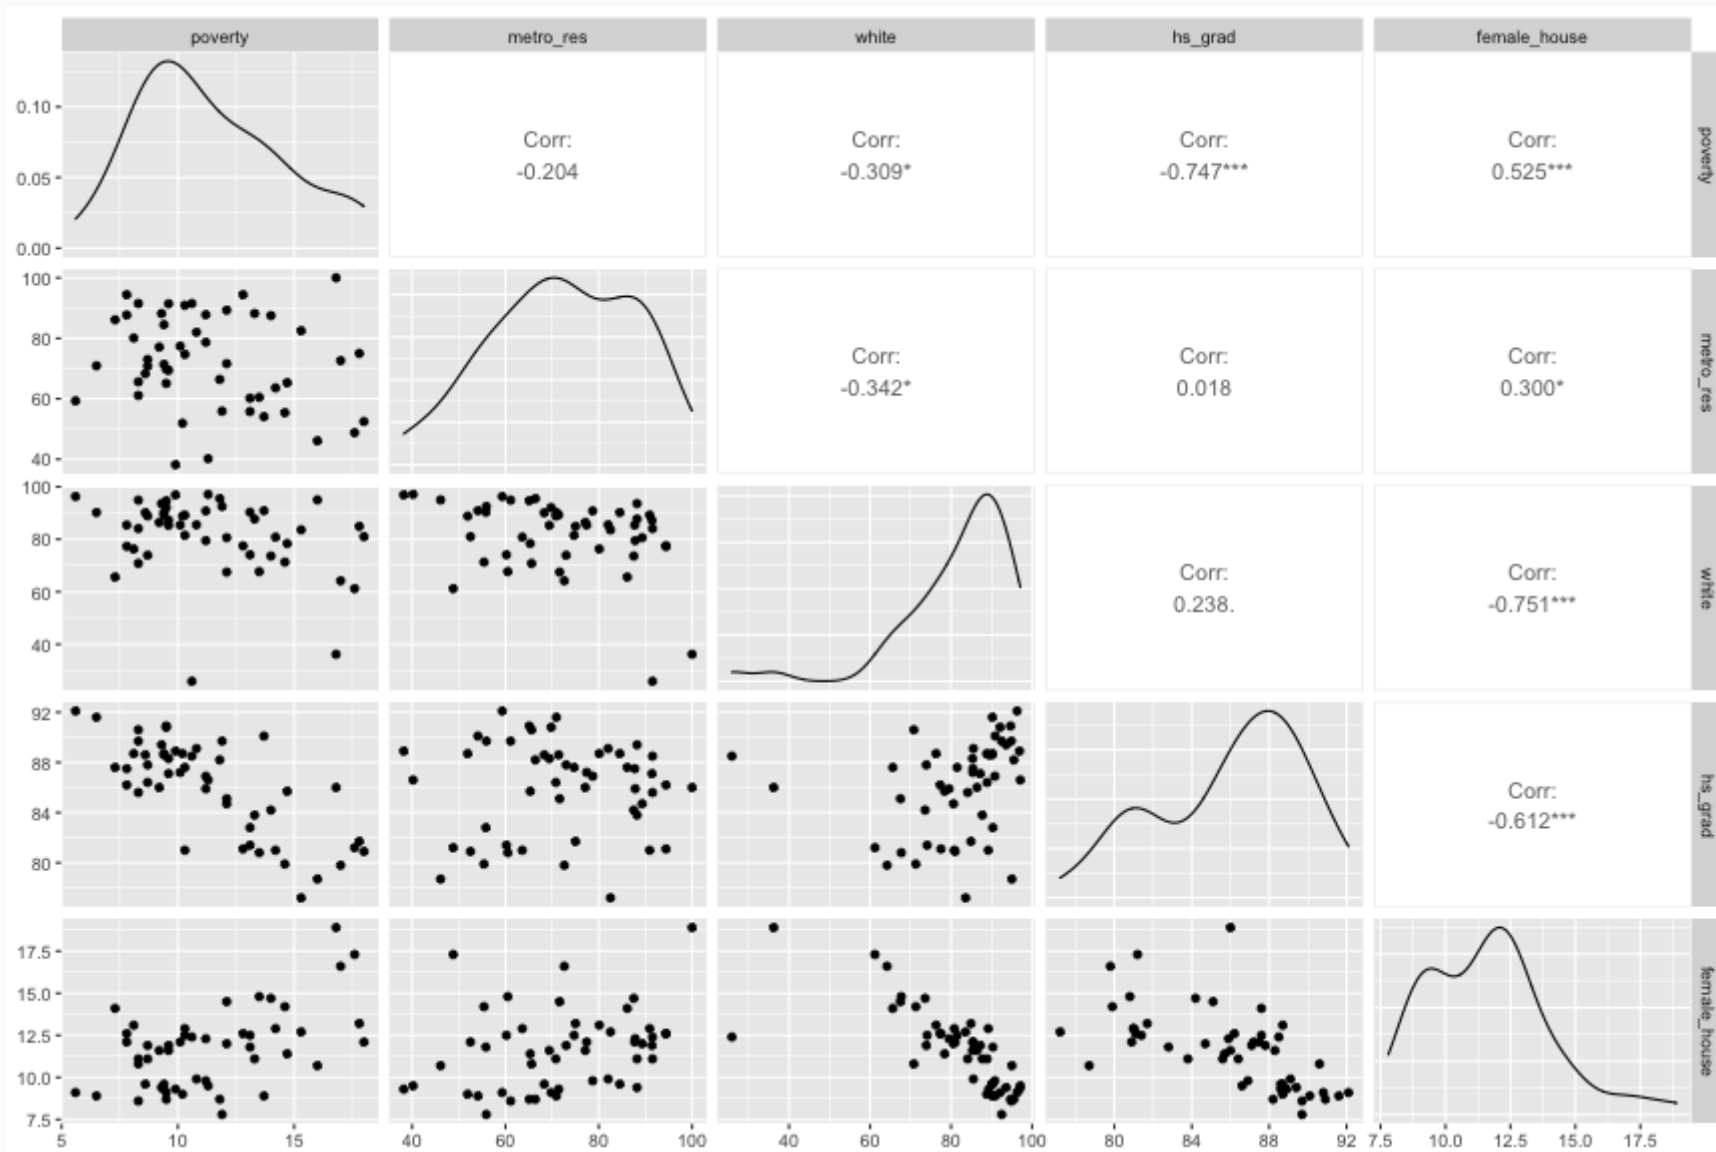 poverty metro_res white hs_grad female_house
0.10
0.05
0.00
Corr:
-0.204
Corr:
-0.309*
Corr:
-0.747***
Corr:
0.525***
poverty
100
80
60
40
Corr:
-0.342*
Corr:
0.018
Corr:
0.300*
metro_res
100
80
60
40
Corr:
0.238.
Corr:
-0.751***
white
92
88
84
80
Corr:
-0.612***
hs_grad
17.5
15.0
12.5
10.0
7.5
female_house
5 10 15 40 60 80 100 40 60 80 100 80 84 88 92 7.5 10.0 12.5 15.0 17.5